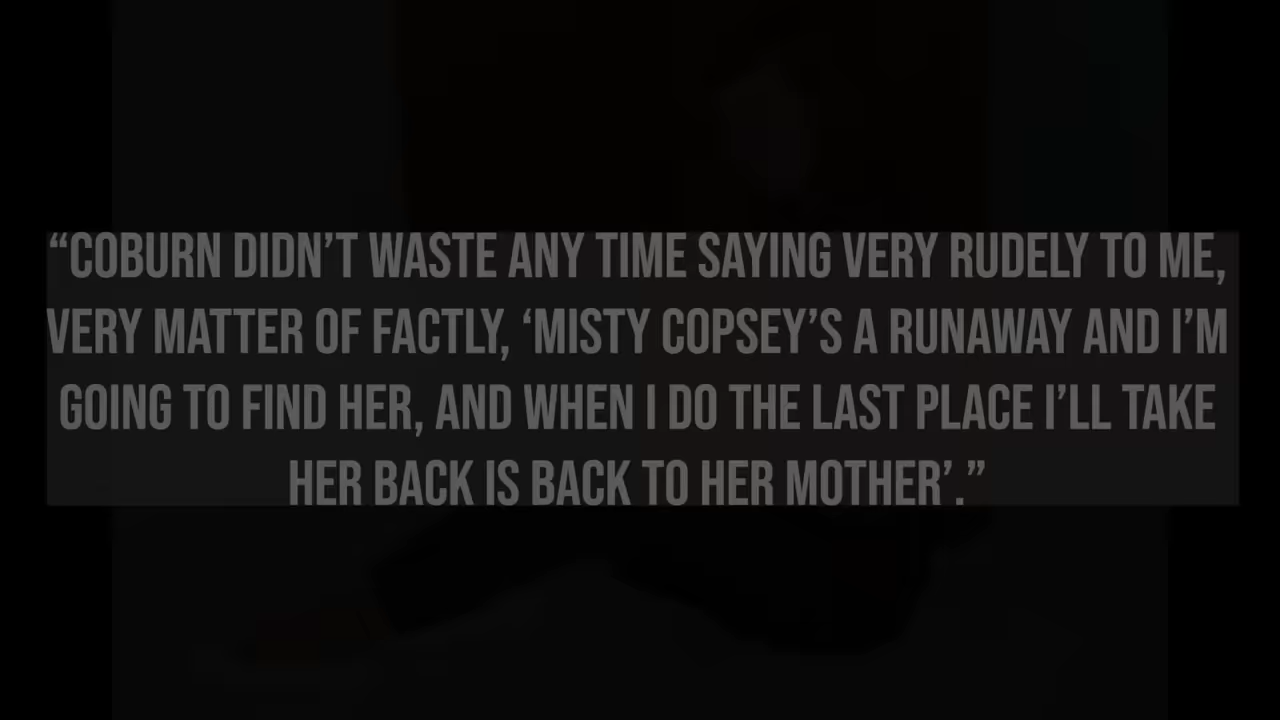 “COBURN DIDN’T WASTE ANY TIME SAYING VERY RUDELY TO ME,
VERY MATTER OF FACTLY, ‘MISTY COPSEY’S A RUNAWAY AND I’M
GOING TO FIND HER, AND WHEN I DO THE LAST PLACE I’LL TAKE
HER BACK IS BACK TO HER MOTHER’.”